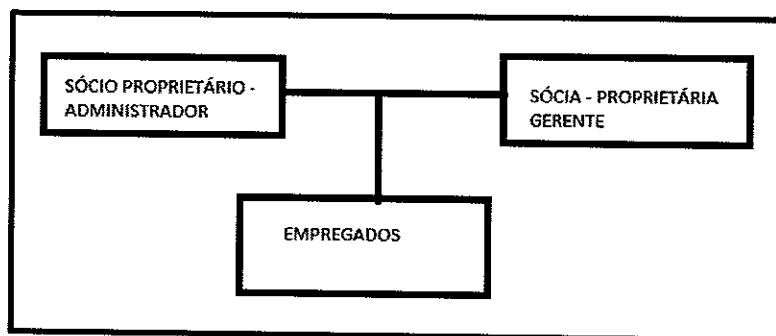 SÓCIO PROPRIETÁRIO -
ADMINISTRADOR
SÓCIA - PROPRIETÁRIA
GERENTE
EMPREGADOS